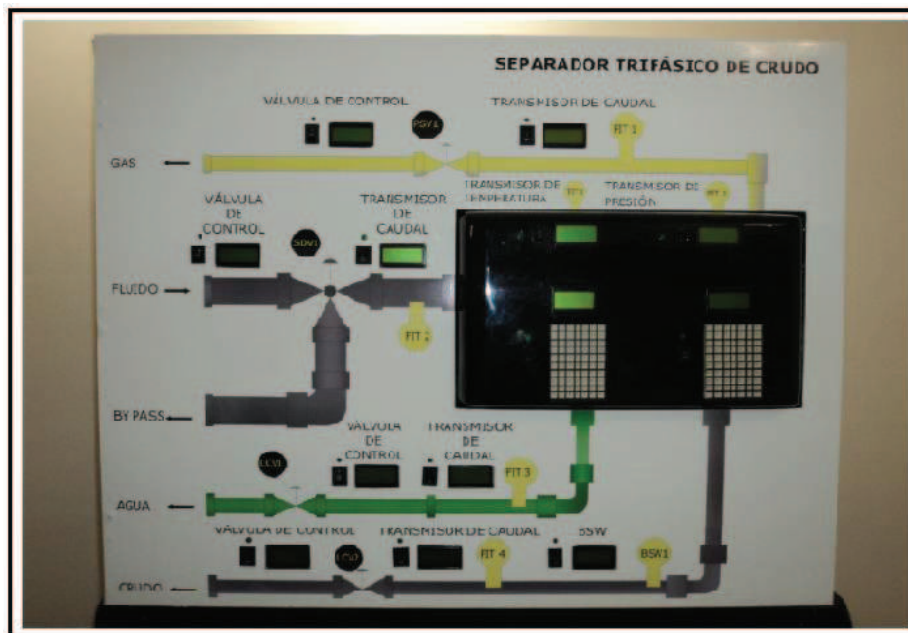 SEPARADOR TRIFÁSICO DE CRUDO
VÁLVULA DE CONTROL
TRANSMISOR DE CAUDAL
FIT 1
GAS
TRANSMISOR DE
TEMPERATURA
TRANSMISOR DE
PRESIÓN
VÁLVULA
DE
CONTROL
TRANSMISOR
DE
CAUDAL
SDV1
FLUIDO
FIT 2
BY PASS
VÁLVULA
DE
CONTROL
TRANSMISOR
DE
CAUDAL
FIT 3
AGUA
VÁLVULA DE CONTROL
TRANSMISOR DE CAUDAL
BSW
FIT 4
BSW1
CRUDO